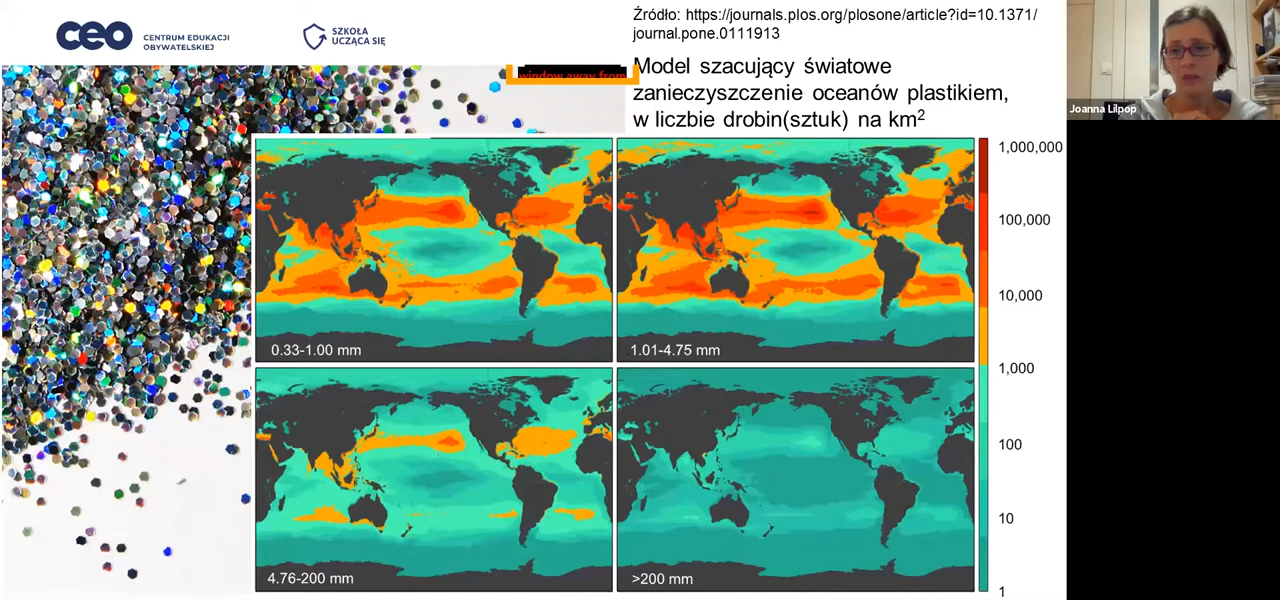 ceo
CENTRUM EDUKACJI
OBYWATELSKIEJ
SZKOŁA
UCZĄCA SIĘ
Źródło: https://journals.plos.org/plosone/article?id=10.1371/
journal.pone.0111913
window away from
Model szacujący światowe
zanieczyszczenie oceanów plastikiem,
w liczbie drobin(sztuk) na km²
Joanna Lilpop
0.33-1.00 mm
1.01-4.75 mm
4.76-200 mm
>200 mm
1,000,000
100,000
10,000
1,000
100
10
1